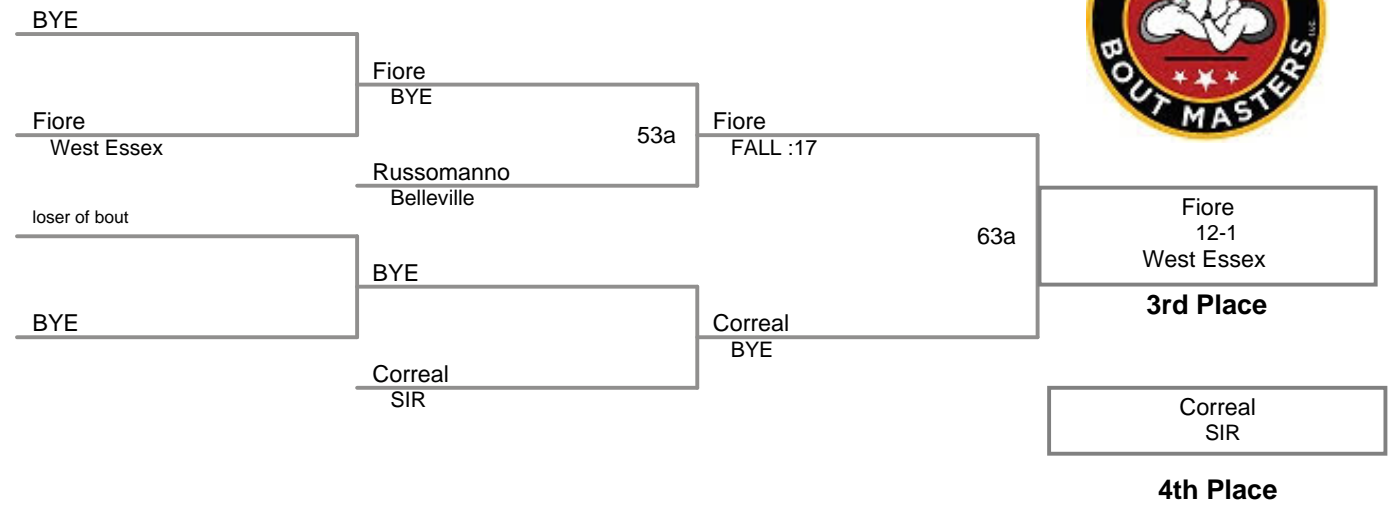 BYE
Fiore
West Essex
loser of bout
BYE
Fiore
BYE
Russomanno
Belleville
BYE
Correal
SIR
53a
Fiore
FALL :17
Correal
BYE
63a
BOUT MASTERS LLC.
Fiore
12-1
West Essex
3rd Place
Correal
SIR
4th Place